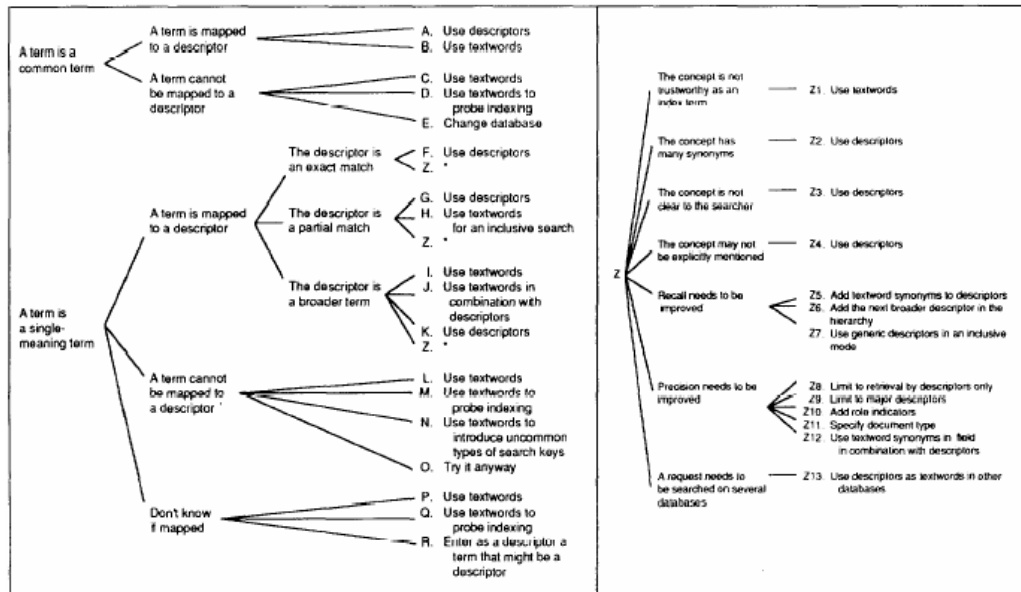 A term is a
common term
A term is mapped
to a descriptor
A. Use descriptors
B. Use textwords
A term cannot
be mapped to a
descriptor
C. Use textwords
D. Use textwords to
probe indexing
E. Change database
A term is
a single-
meaning term
A term is mapped
to a descriptor
The descriptor is
an exact match
F. Use descriptors
Z. *
The descriptor is
a partial match
G. Use descriptors
H. Use textwords
for an inclusive search
Z. *
The descriptor is
a broader term
I. Use textwords
J. Use textwords in
combination with
descriptors
K. Use descriptors
Z. *
A term cannot
be mapped to
a descriptor
L. Use textwords
M. Use textwords to
probe indexing
N. Use textwords to
introduce uncommon
types of search keys
O. Try it anyway
Don't know
if mapped
P. Use textwords
Q. Use textwords to
probe indexing
R. Enter as a descriptor a
term that might be a
descriptor
Z
The concept is not
trustworthy as an
index term
Z1. Use textwords
The concept has
many synonyms
Z2. Use descriptors
The concept is not
clear to the searcher
Z3. Use descriptors
The concept may not
be explicitly mentioned
Z4. Use descriptors
Recall needs to be
improved
Z5. Add textword synonyms to descriptors
Z6. Add the next broader descriptor in the
hierarchy
Z7. Use generic descriptors in an inclusive
mode
Precision needs to be
improved
Z8. Limit to retrieval by descriptors only
Z9. Limit to major descriptors
Z10. Add role indicators
Z11. Specify document type
Z12. Use textword synonyms in field
in combination with descriptors
A request needs to
be searched on several
databases
Z13. Use descriptors as textwords in other
databases